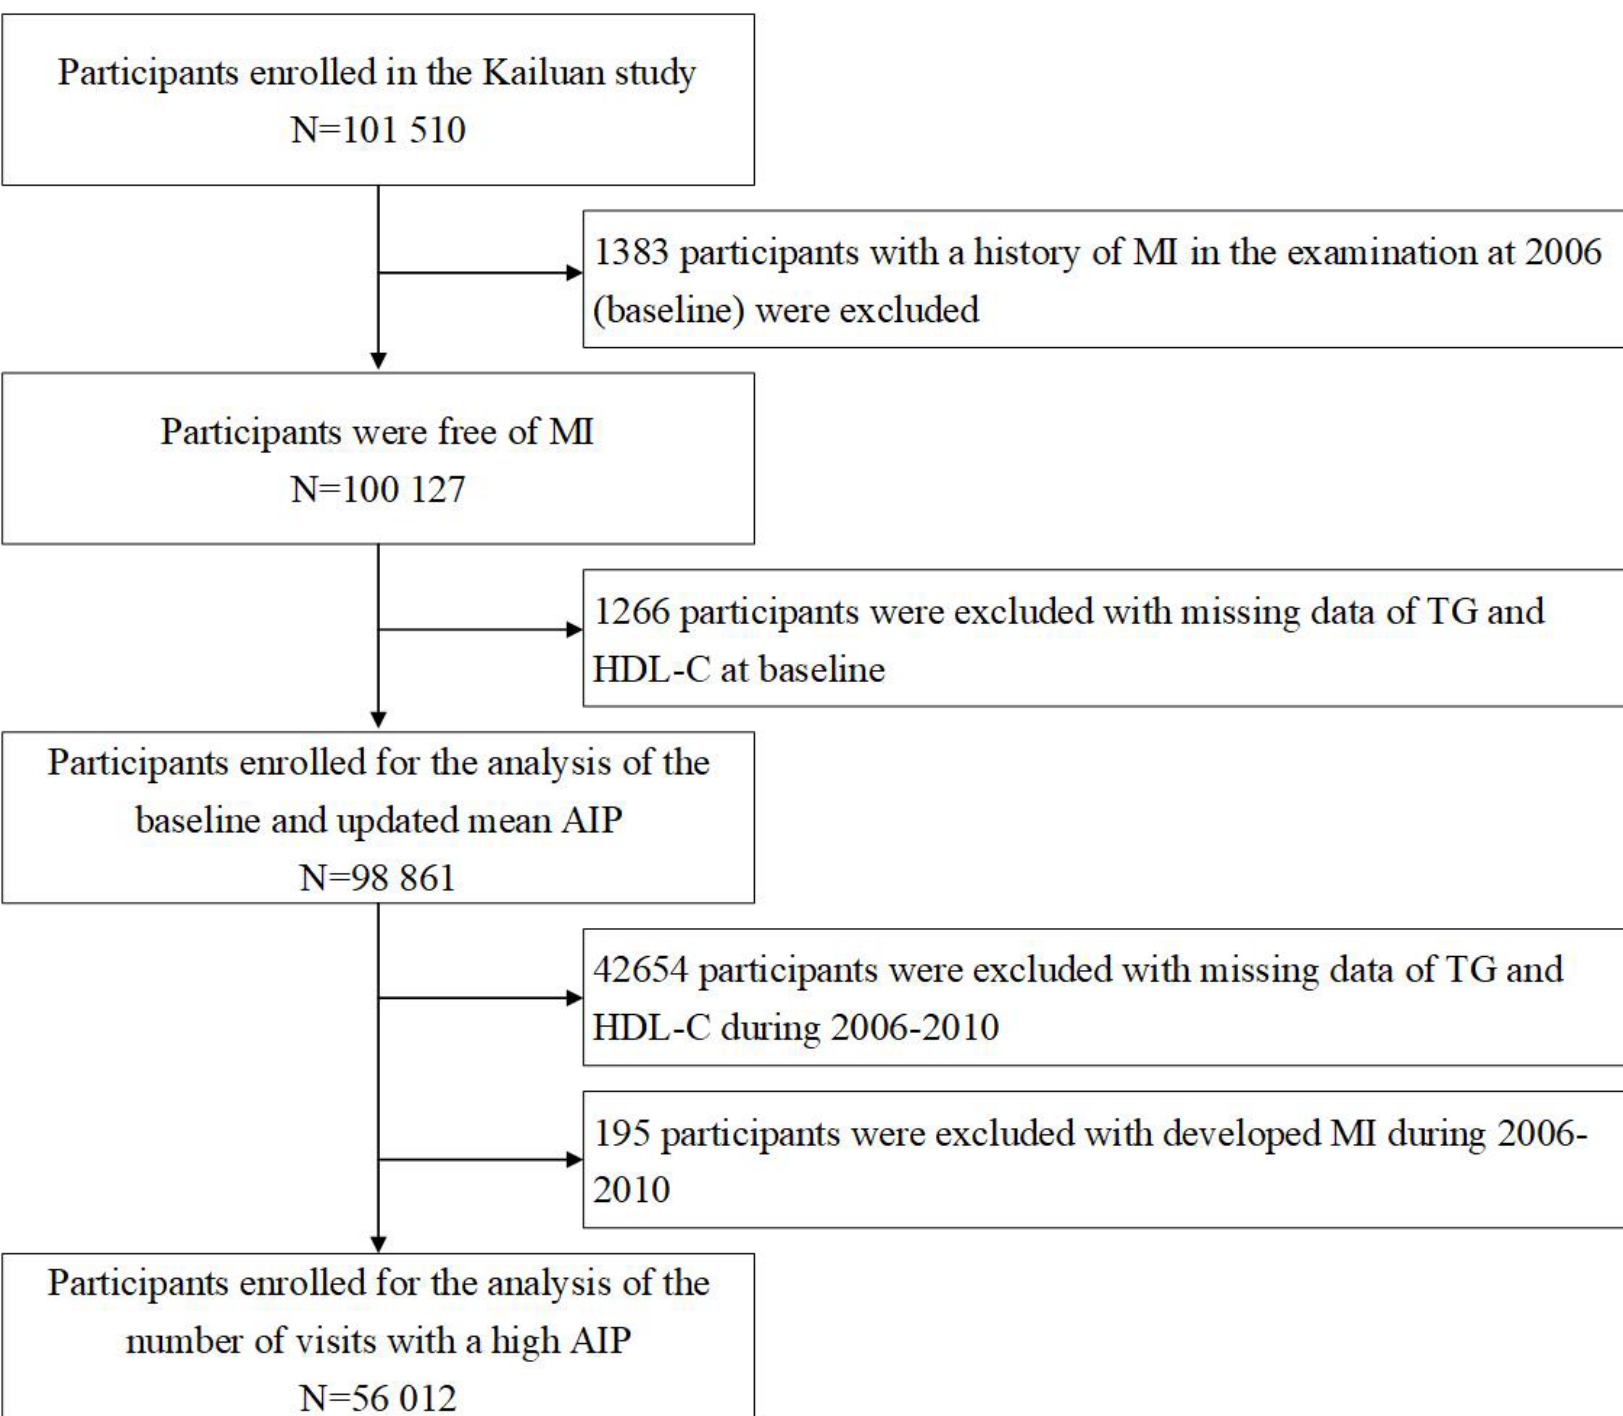 Participants enrolled in the Kailuan study
N=101 510
1383 participants with a history of MI in the examination at 2006
(baseline) were excluded
Participants were free of MI
N=100 127
1266 participants were excluded with missing data of TG and
HDL-C at baseline
Participants enrolled for the analysis of the
baseline and updated mean AIP
N=98 861
42654 participants were excluded with missing data of TG and
HDL-C during 2006-2010
195 participants were excluded with developed MI during 2006-
2010
Participants enrolled for the analysis of the
number of visits with a high AIP
N=56 012